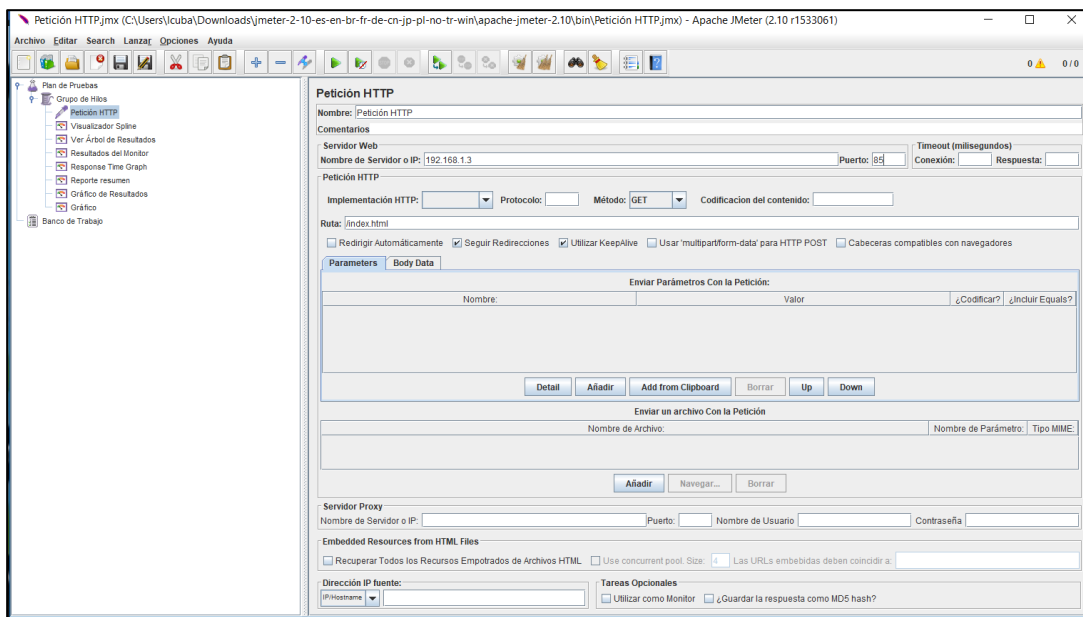 Petición HTTP.jmx (C:\Users\lcuba\Downloads\jmeter-2-10-es-en-br-fr-de-cn-jp-pl-no-tr-win\apache-jmeter-2.10\bin\Petición HTTP.jmx) - Apache JMeter (2.10 r1533061)
Archivo Editar Search Lanzar Opciones Ayuda
0 0 / 0
Plan de Pruebas
Grupo de Hilos
Petición HTTP
Visualizador Spline
Ver Árbol de Resultados
Resultados del Monitor
Response Time Graph
Reporte resumen
Gráfico de Resultados
Gráfico
Banco de Trabajo
Petición HTTP
Nombre: Petición HTTP
Comentarios
Servidor Web Timeout (milisegundos)
Nombre de Servidor o IP: 192.168.1.3 Puerto: 85 Conexión: Respuesta:
Petición HTTP
Implementación HTTP: Protocolo: Método: GET Codificacion del contenido:
Ruta: /index.html
Redirigir Automáticamente Seguir Redirecciones Utilizar KeepAlive Usar 'multipart/form-data' para HTTP POST Cabeceras compatibles con navegadores
Parameters Body Data
Enviar Parámetros Con la Petición:
Nombre: Valor ¿Codificar? ¿Incluir Equals?
Detail Añadir Add from Clipboard Borrar Up Down
Enviar un archivo Con la Petición
Nombre de Archivo: Nombre de Parámetro: Tipo MIME:
Añadir Navegar... Borrar
Servidor Proxy
Nombre de Servidor o IP: Puerto: Nombre de Usuario Contraseña
Embedded Resources from HTML Files
Recuperar Todos los Recursos Empotrados de Archivos HTML Use concurrent pool. Size: 4 Las URLs embebidas deben coincidir a:
Dirección IP fuente: Tareas Opcionales
IP/Hostname Utilizar como Monitor ¿Guardar la respuesta como MD5 hash?